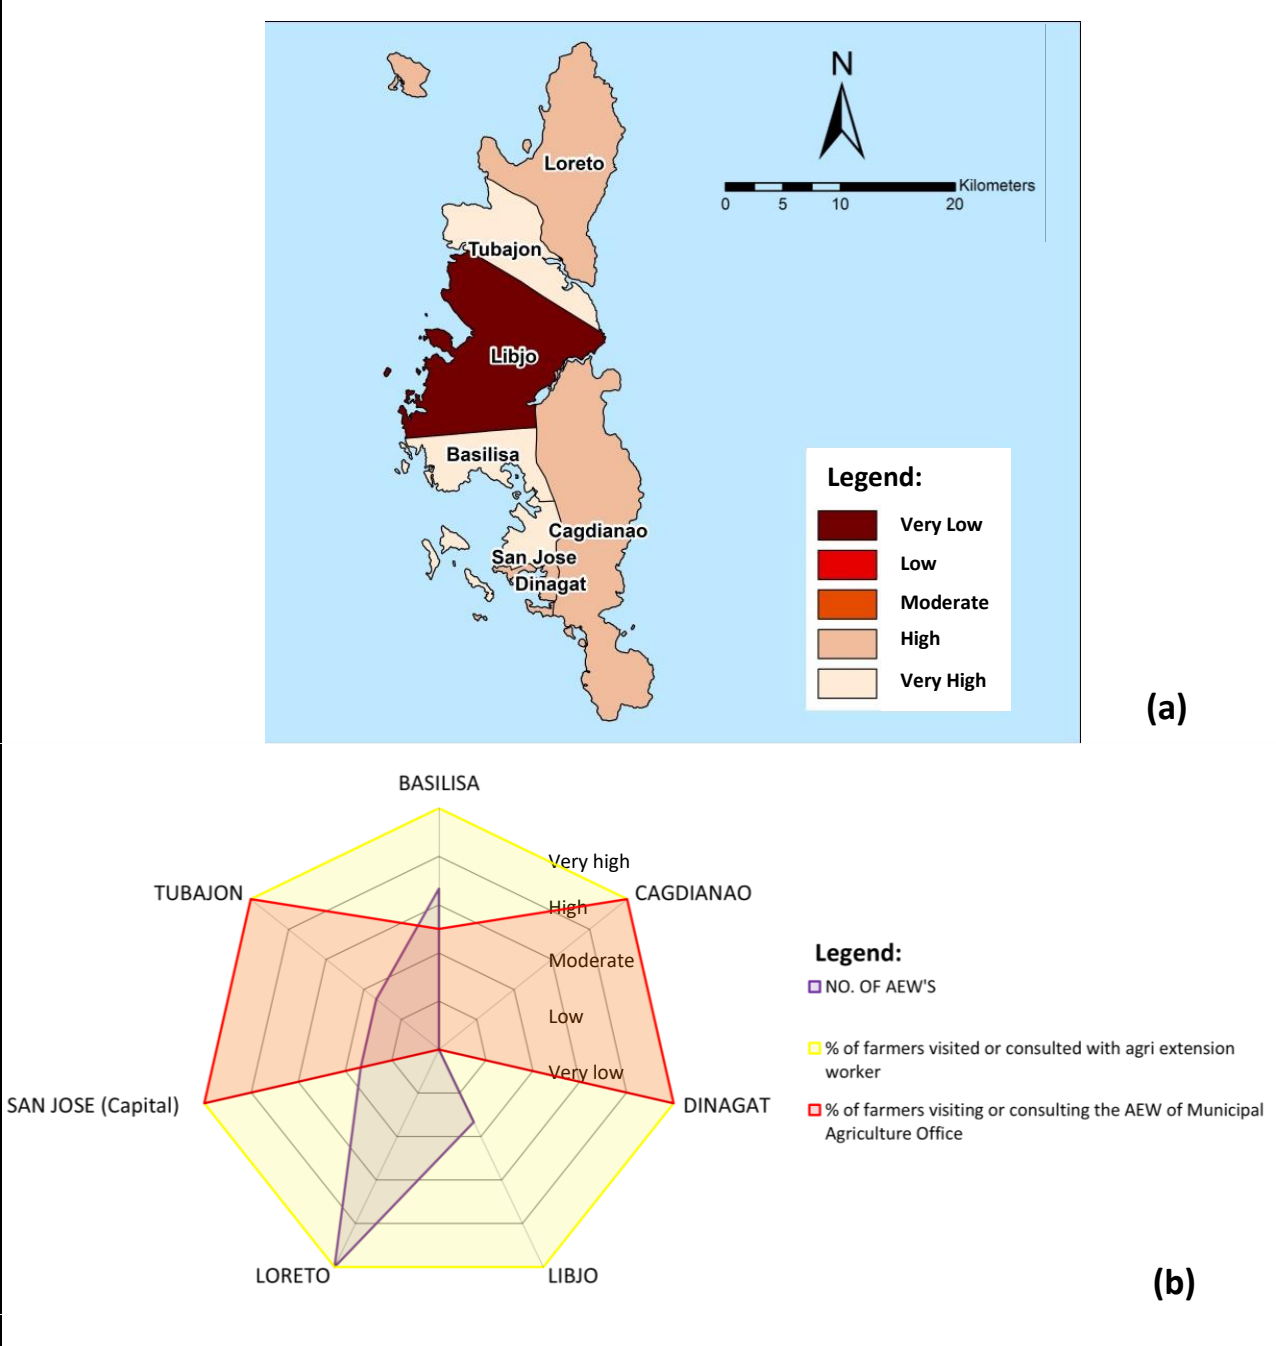 N
Kilometers
0 5 10 20
Loreto
Tubajon
Libjo
Basilisa
Cagdianao
San Jose
Dinagat
Legend:
Very Low
Low
Moderate
High
Very High
(a)
BASILISA
Very high
TUBAJON
CAGDIANAO
High
Moderate
Low
Very low
SAN JOSE (Capital)
DINAGAT
LORETO
LIBJO
Legend:
NO. OF AEW'S
% of farmers visited or consulted with agri extension
worker
% of farmers visiting or consulting the AEW of Municipal
Agriculture Office
(b)